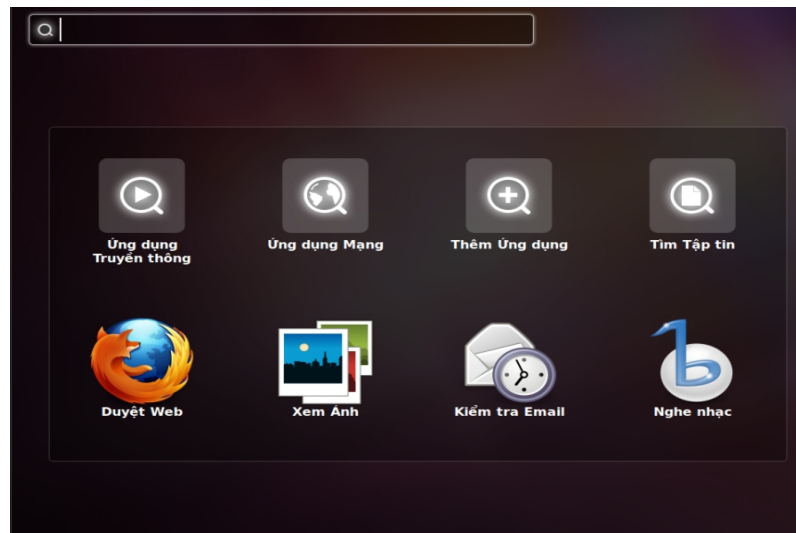 Ứng dụng
Truyền thông
Ứng dụng Mạng
Thêm Ứng dụng
Tìm Tập tin
Duyệt Web
Xem Ảnh
Kiểm tra Email
Nghe nhạc